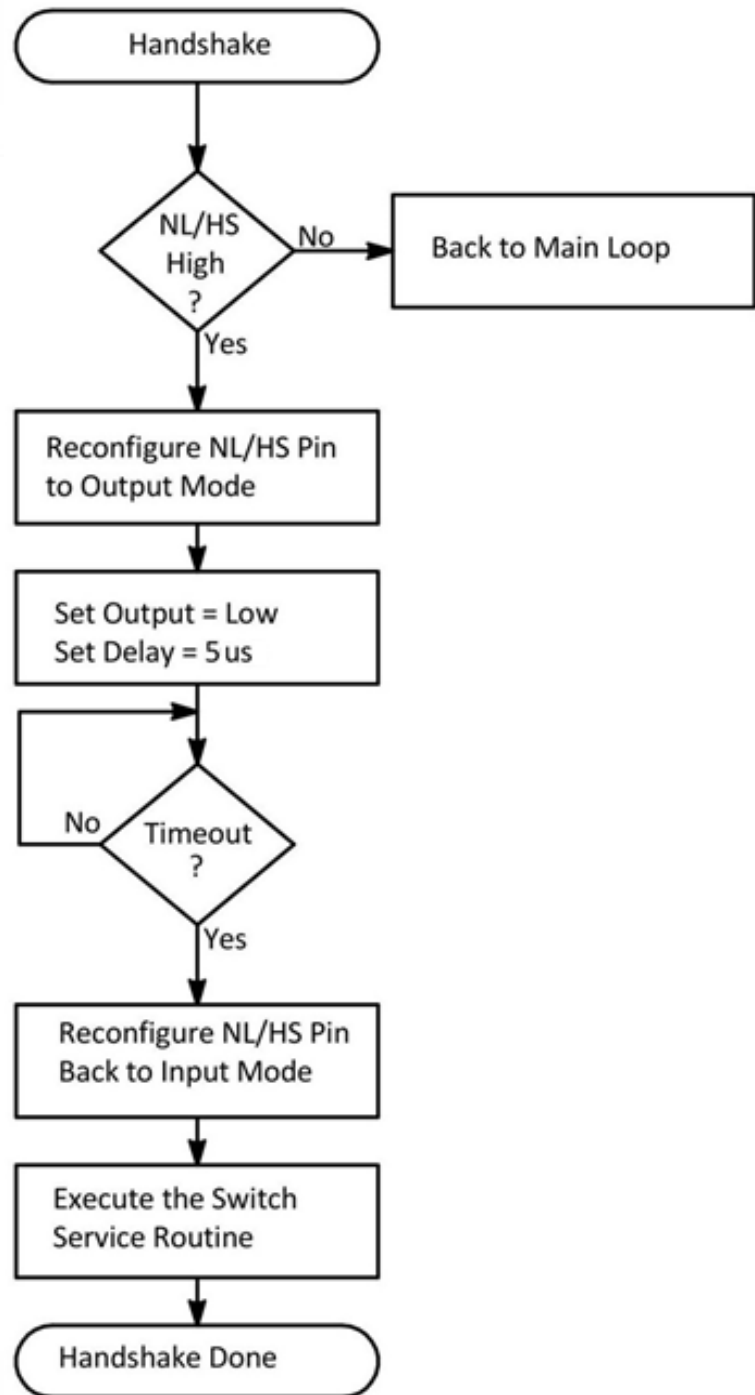 Handshake
NL/HS
High
?
No
Back to Main Loop
Yes
Reconfigure NL/HS Pin
to Output Mode
Set Output = Low
Set Delay = 5us
No
Timeout
?
Yes
Reconfigure NL/HS Pin
Back to Input Mode
Execute the Switch
Service Routine
Handshake Done